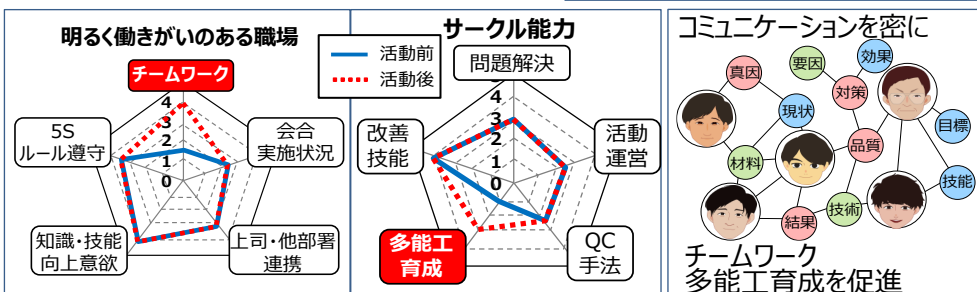 明るく働きがいのある職場
チームワーク
5S
ルール遵守
会合
実施状況
知識・技能
向上意欲
上司・他部署
連携
4
3
2
1
0
活動前
活動後
サークル能力
問題解決
改善
技能
活動
運営
多能工
育成
QC
手法
5
4
3
2
1
0
コミュニケーションを密に
真因
要因
効果
現状
対策
目標
材料
品質
技能
結果
技術
チームワーク
多能工育成を促進